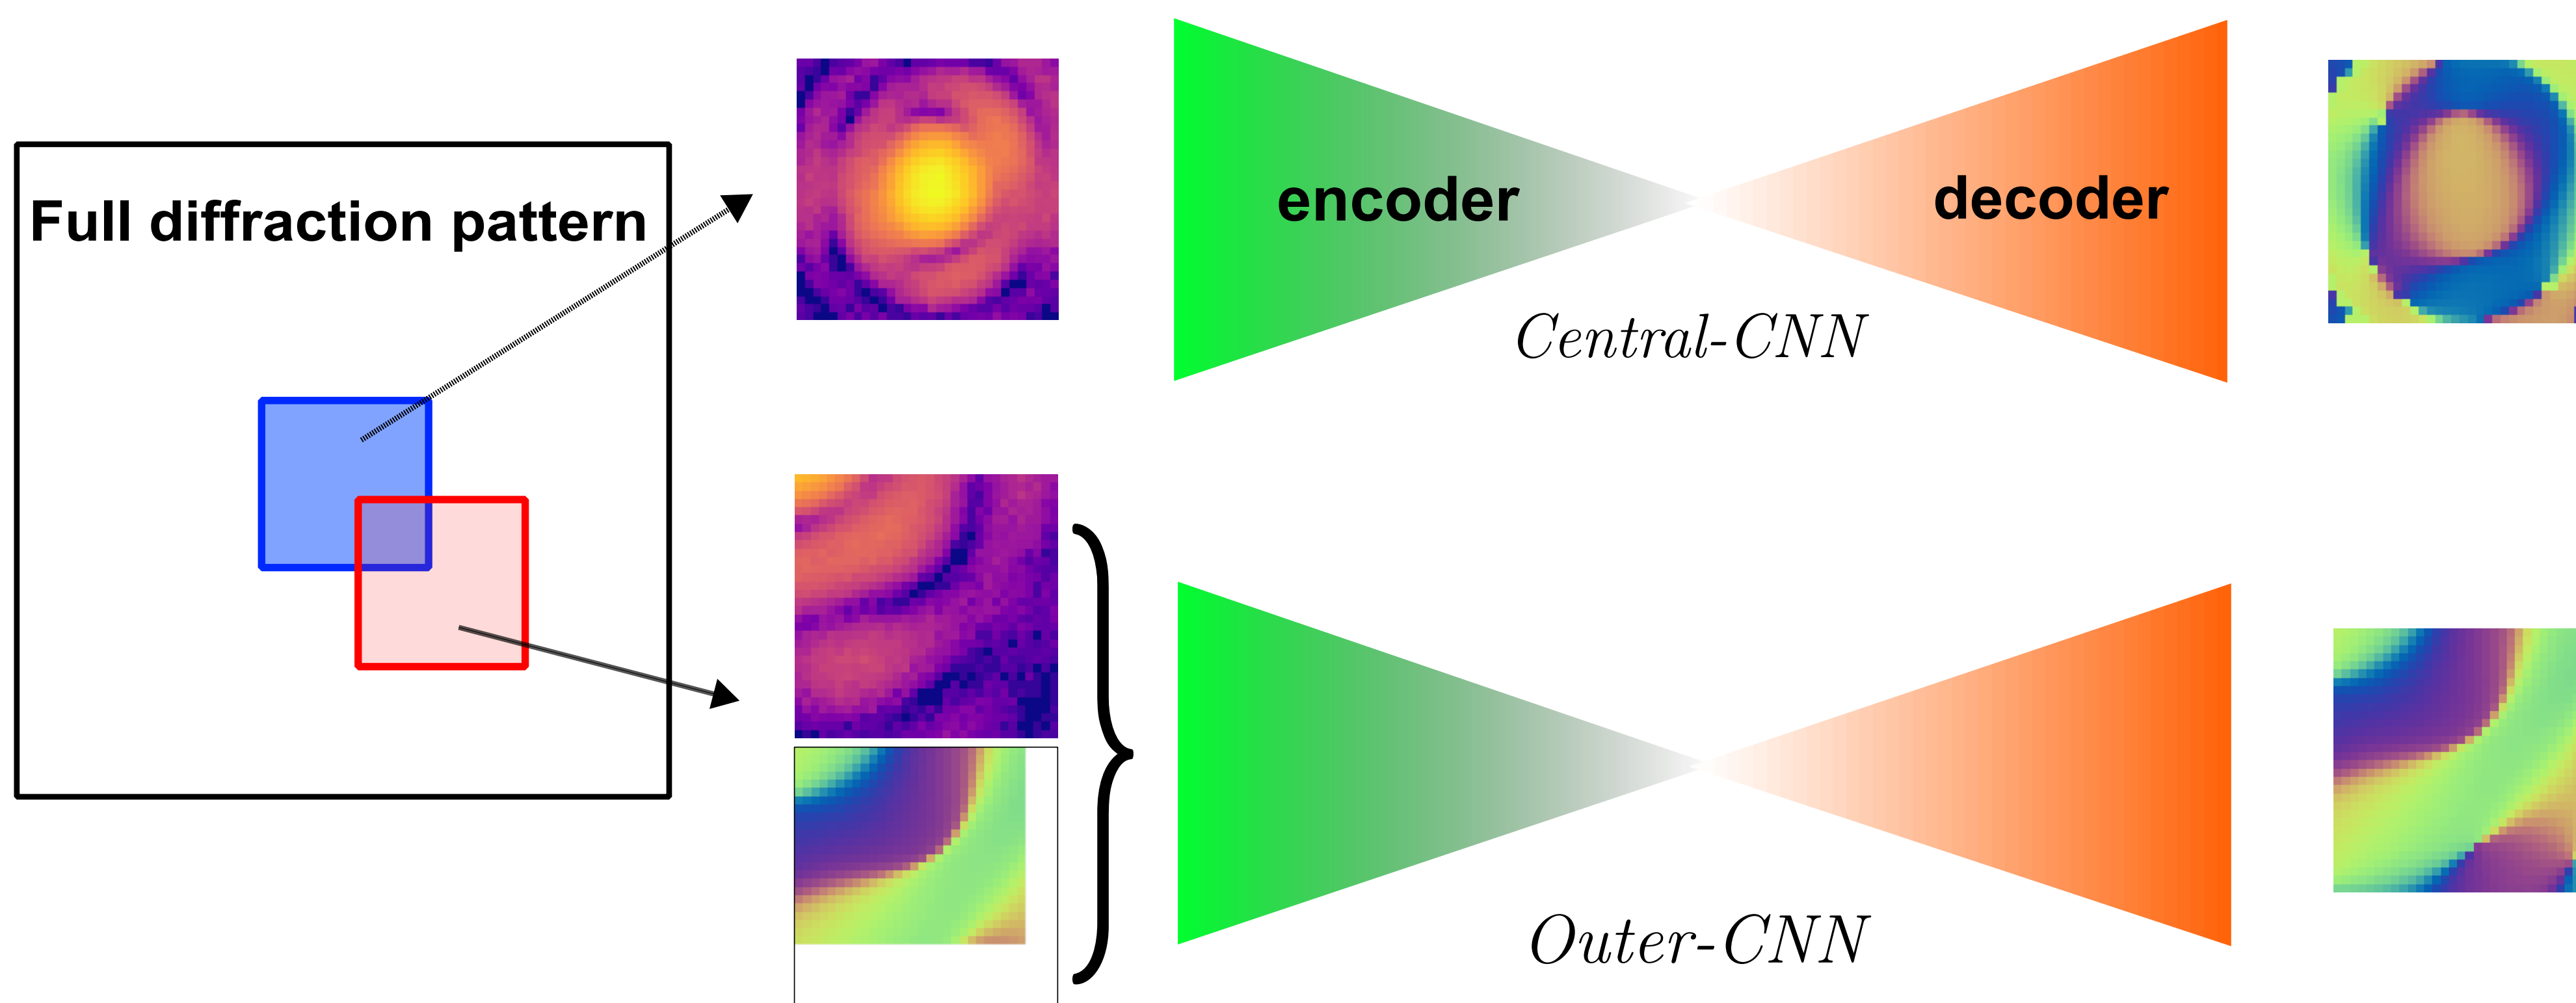 Full diffraction pattern
encoder
decoder
Central-CNN
Outer-CNN